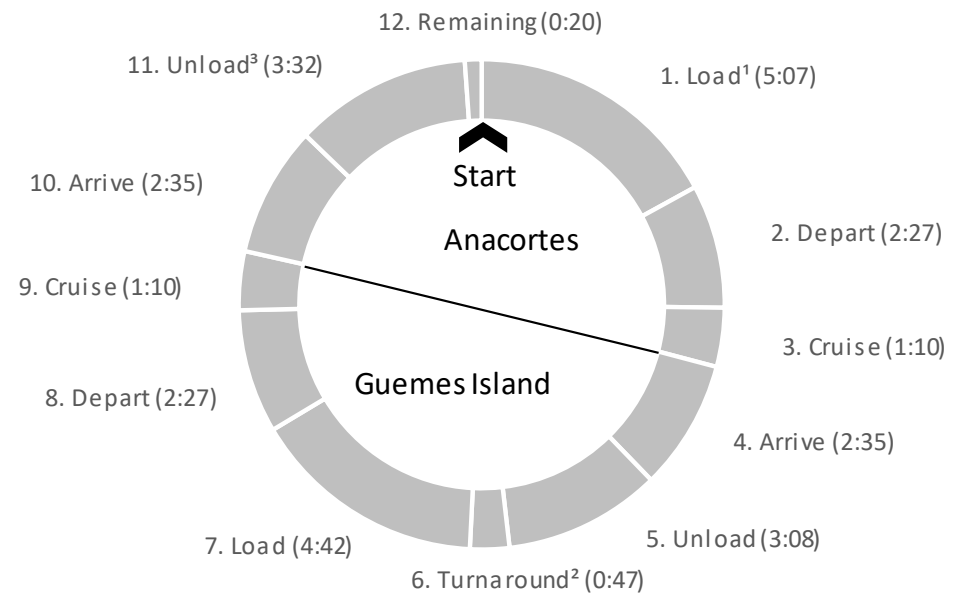 12. Remaining (0:20)
11. Unload³ (3:32)
1. Load¹ (5:07)
10. Arrive (2:35)
Start
2. Depart (2:27)
Anacortes
9. Cruise (1:10)
3. Cruise (1:10)
Guemes Island
8. Depart (2:27)
4. Arrive (2:35)
7. Load (4:42)
5. Unload (3:08)
6. Turnaround² (0:47)